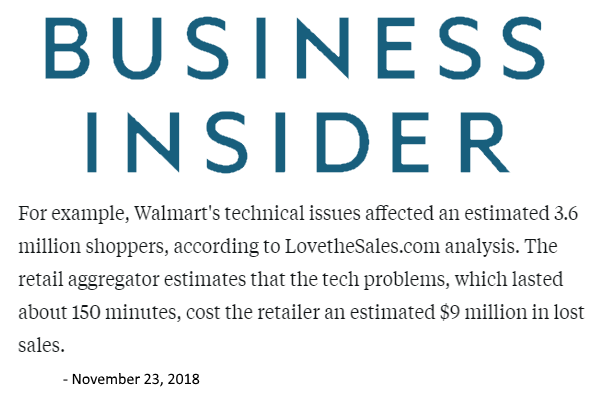 BUSINESS
INSIDER
For example, Walmart's technical issues affected an estimated 3.6
million shoppers, according to LovetheSales.com analysis. The
retail aggregator estimates that the tech problems, which lasted
about 150 minutes, cost the retailer an estimated $9 million in lost
sales.
- November 23, 2018